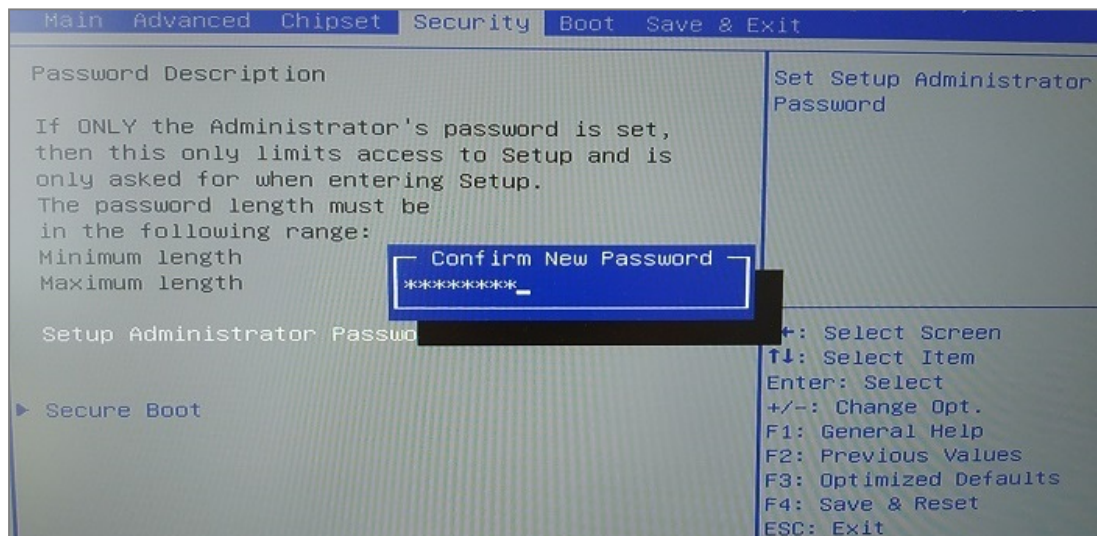 Main Advanced Chipset Security Boot Save & Exit
Password Description
If ONLY the Administrator's password is set,
then this only limits access to Setup and is
only asked for when entering Setup.
The password length must be
in the following range:
Minimum length
Maximum length
Setup Administrator Passwo
Secure Boot
Confirm New Password
********_
Set Setup Administrator
Password
←: Select Screen
↑↓: Select Item
Enter: Select
+/-: Change Opt.
F1: General Help
F2: Previous Values
F3: Optimized Defaults
F4: Save & Reset
ESC: Exit